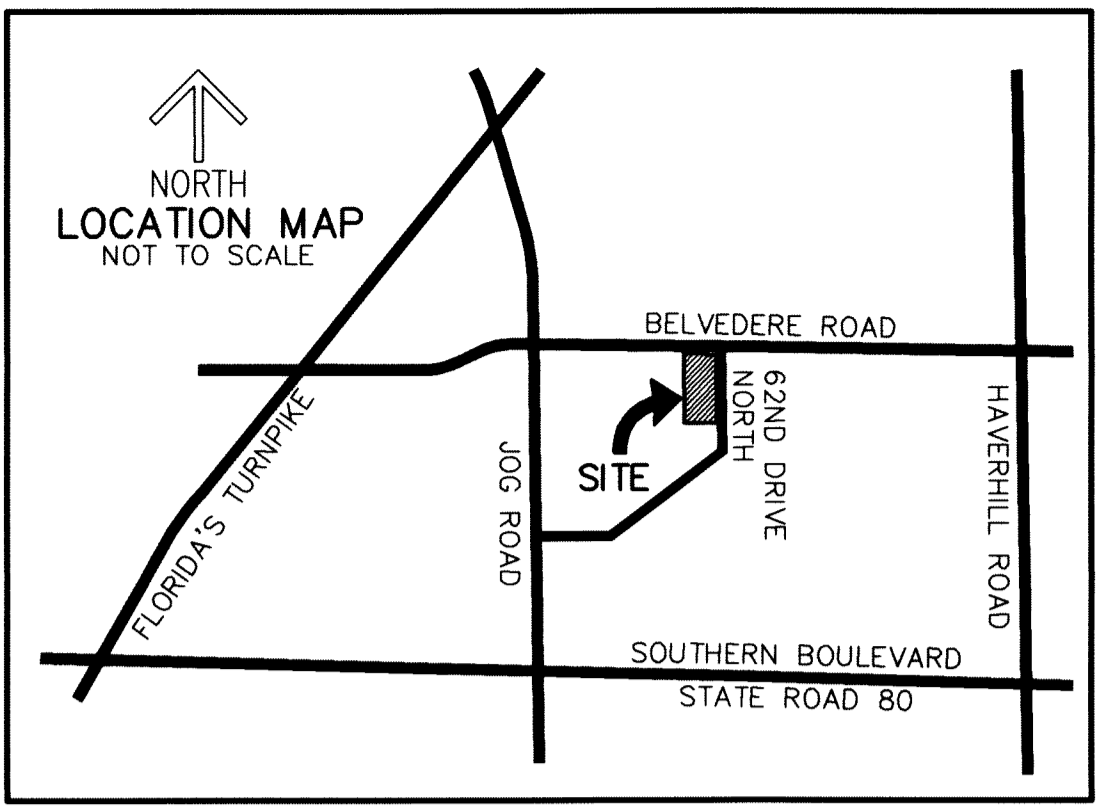 NORTH
LOCATION MAP
NOT TO SCALE
BELVEDERE ROAD
62ND DRIVE
NORTH
HAVERHILL ROAD
FLORIDA'S TURNPIKE
JOG ROAD
SITE
SOUTHERN BOULEVARD
STATE ROAD 80